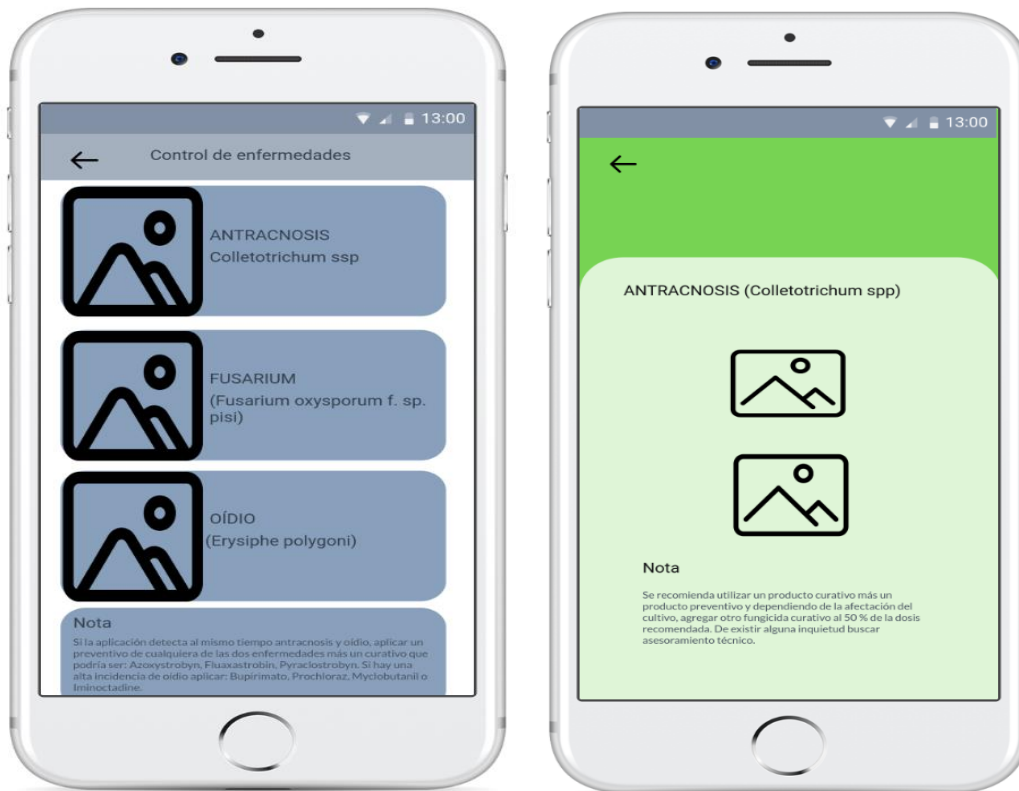 13:00
Control de enfermedades
ANTRACNOSIS
Colletotrichum ssp
FUSARIUM
(Fusarium oxysporum f. sp.
pisi)
OÍDIO
(Erysiphe polygoni)
Nota
Si la aplicación detecta al mismo tiempo antracnosis y oídio, aplicar un
preventivo de cualquiera de las dos enfermedades más un curativo que
podría ser: Azoxystrobyn, Fluaxastrobin, Pyraclostrobyn. Si hay una
alta incidencia de oídio aplicar: Bupirimato, Prochloraz, Myclobutanil o
Iminoctadine.
13:00
ANTRACNOSIS (Colletotrichum spp)
Nota
Se recomienda utilizar un producto curativo más un
producto preventivo y dependiendo de la afectación del
cultivo, agregar otro fungicida curativo al 50 % de la dosis
recomendada. De existir alguna inquietud buscar
asesoramiento técnico.